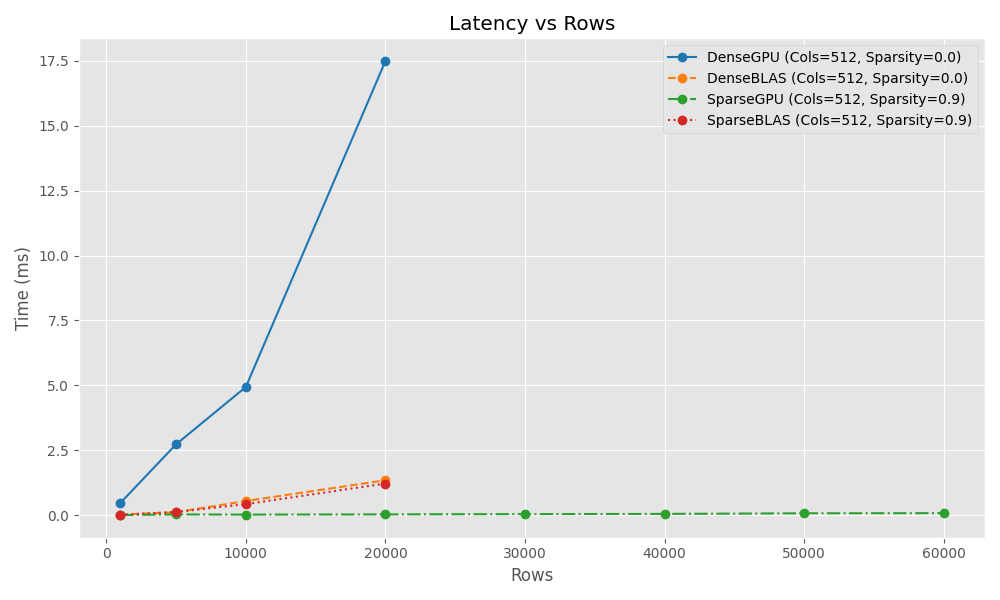 Latency vs Rows
DenseGPU (Cols=512, Sparsity=0.0)
DenseBLAS (Cols=512, Sparsity=0.0)
SparseGPU (Cols=512, Sparsity=0.9)
SparseBLAS (Cols=512, Sparsity=0.9)
Time (ms)
17.5
15.0
12.5
10.0
7.5
5.0
2.5
0.0
0 10000 20000 30000 40000 50000 60000
Rows